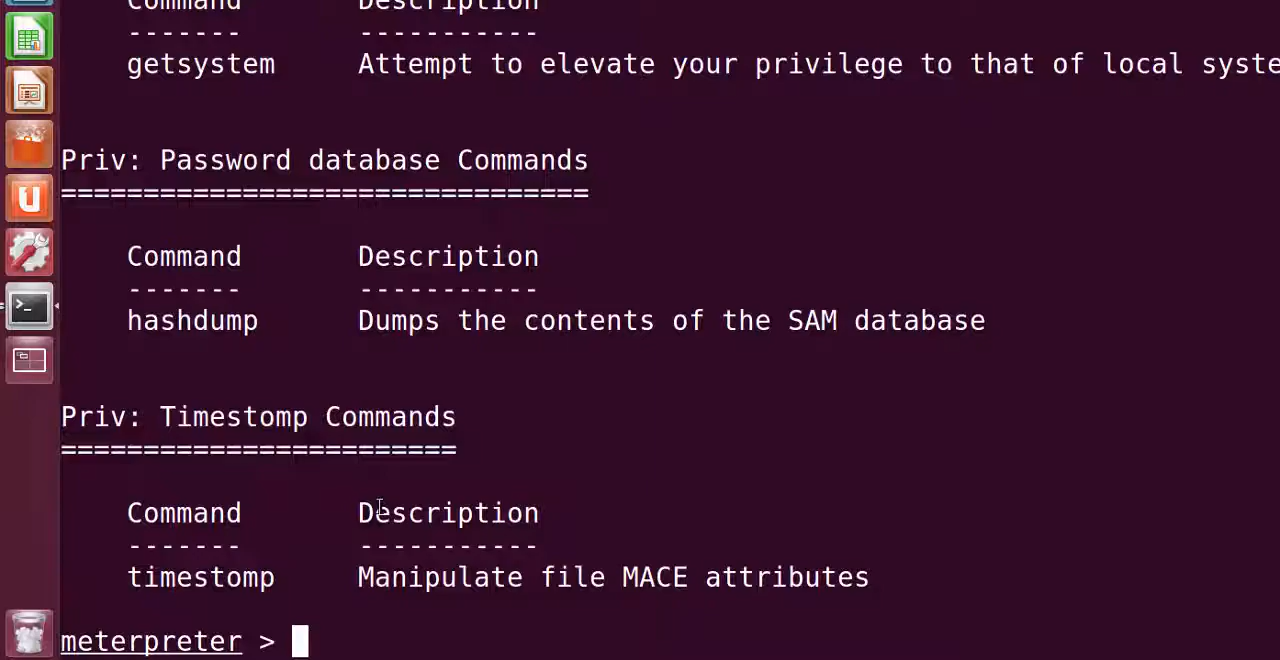 Command       Description
-------       -----------
getsystem     Attempt to elevate your privilege to that of local syste
Priv: Password database Commands
================================
Command       Description
-------       -----------
hashdump      Dumps the contents of the SAM database
Priv: Timestomp Commands
========================
Command       Description
-------       -----------
timestomp     Manipulate file MACE attributes
meterpreter >